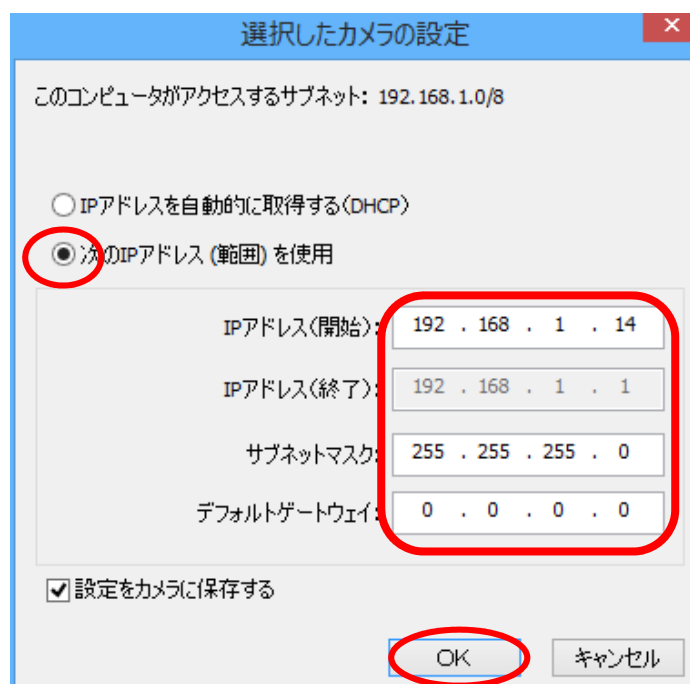 選択したカメラの設定
このコンピュータがアクセスするサブネット: 192.168.1.0/8
IPアドレスを自動的に取得する(DHCP)
次のIPアドレス (範囲) を使用
IPアドレス(開始): 192 . 168 . 1 . 14
IPアドレス(終了): 192 . 168 . 1 . 1
サブネットマスク: 255 . 255 . 255 . 0
デフォルトゲートウェイ: 0 . 0 . 0 . 0
設定をカメラに保存する
OK キャンセル